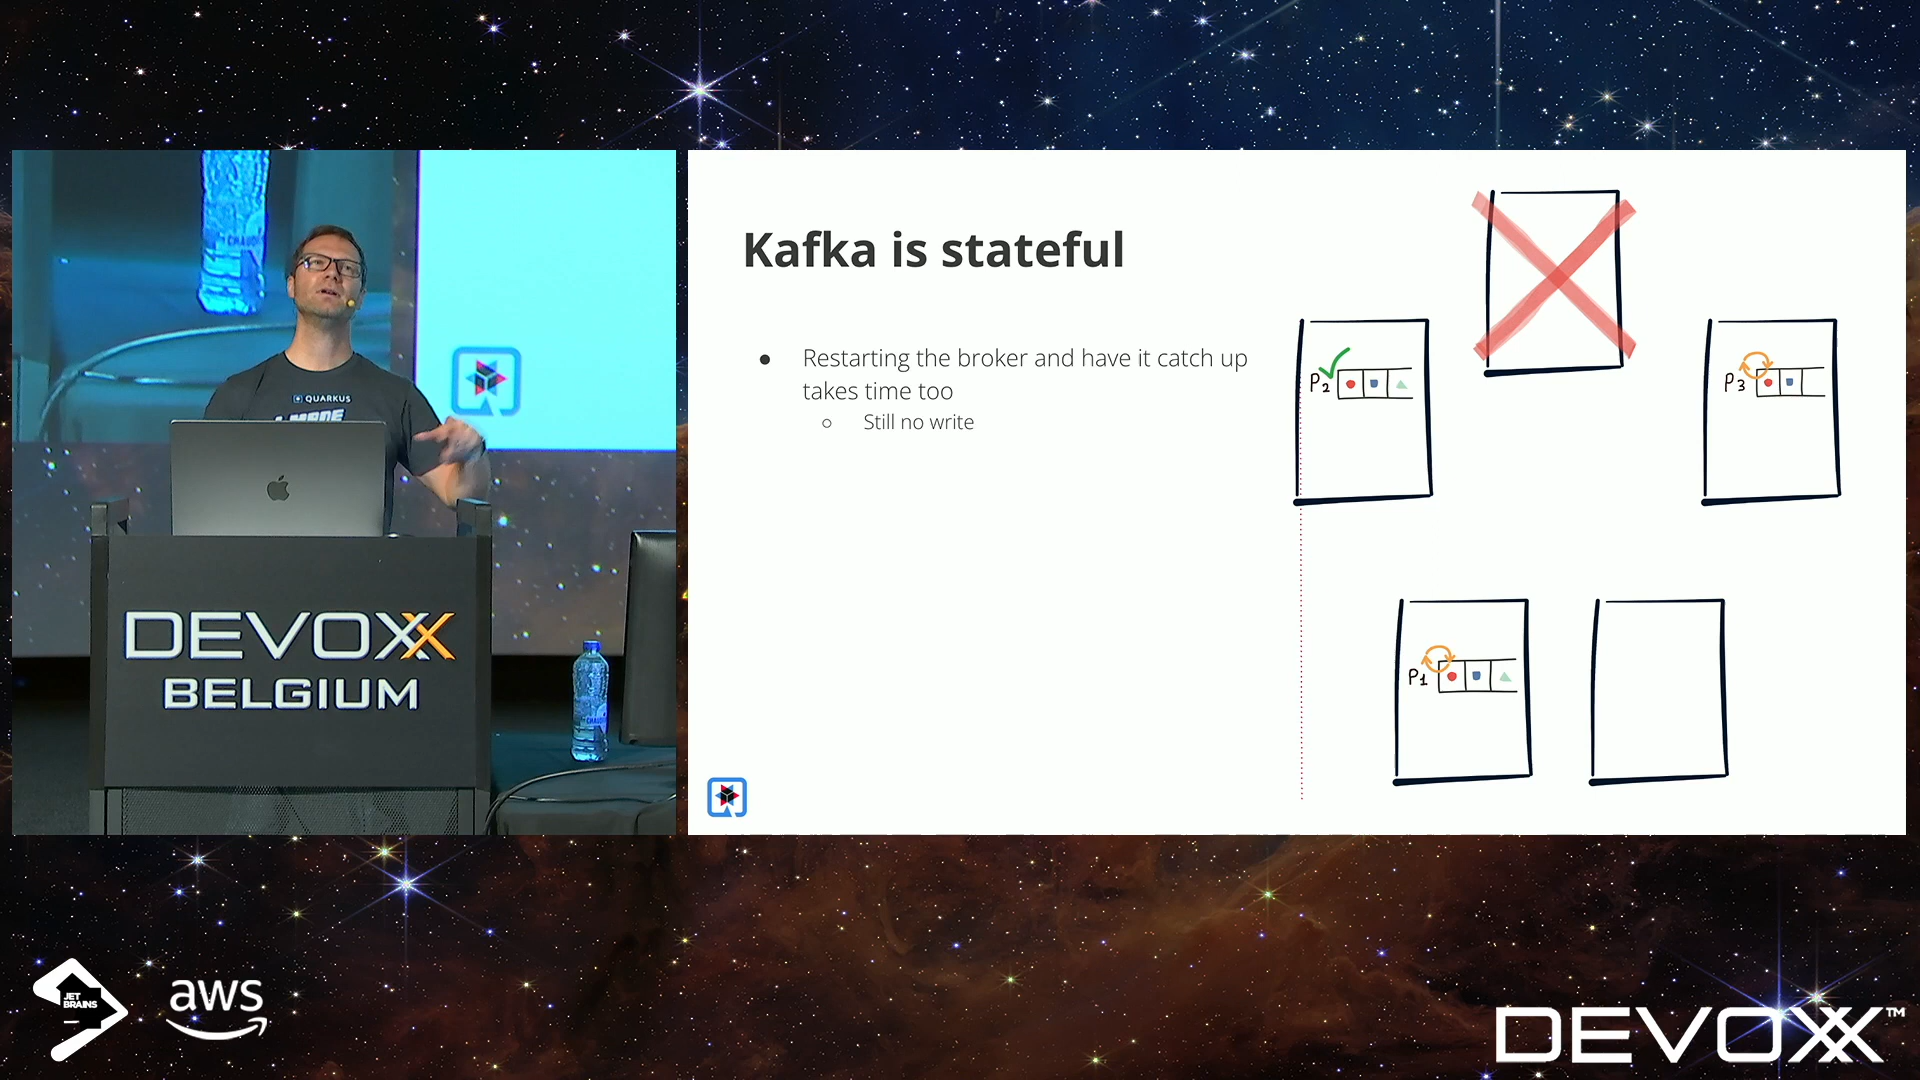 CHAUDF
QUARKUS
DEVOXX
BELGIUM
Kafka is stateful
● Restarting the broker and have it catch up
takes time too
○ Still no write
P2
P3
P1
JET
BRAINS
aws
DEVOXX™